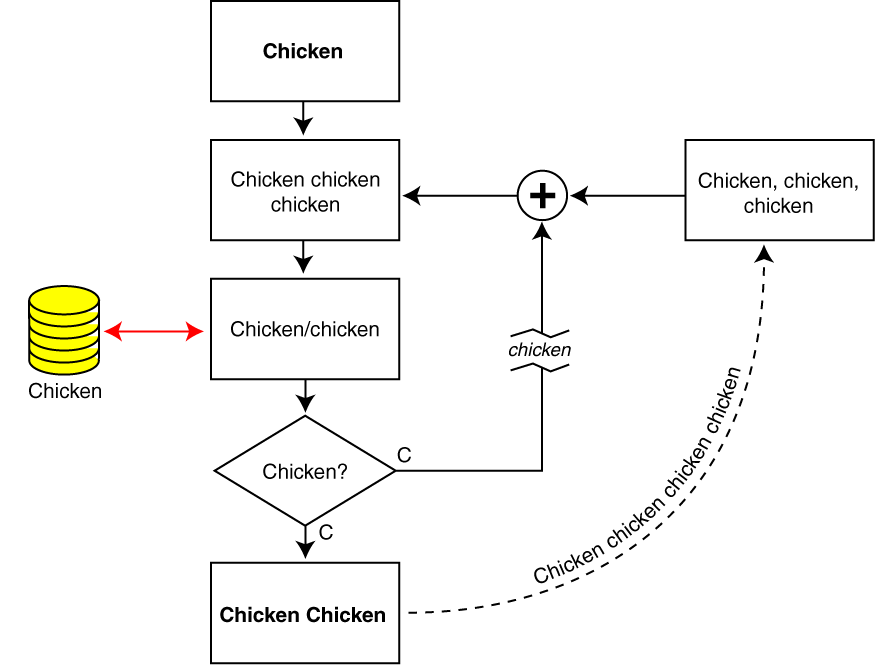 Chicken
Chicken chicken
chicken
+
Chicken, chicken,
chicken
Chicken/chicken
chicken
Chicken
Chicken?
C
C
Chicken Chicken
Chicken chicken chicken chicken